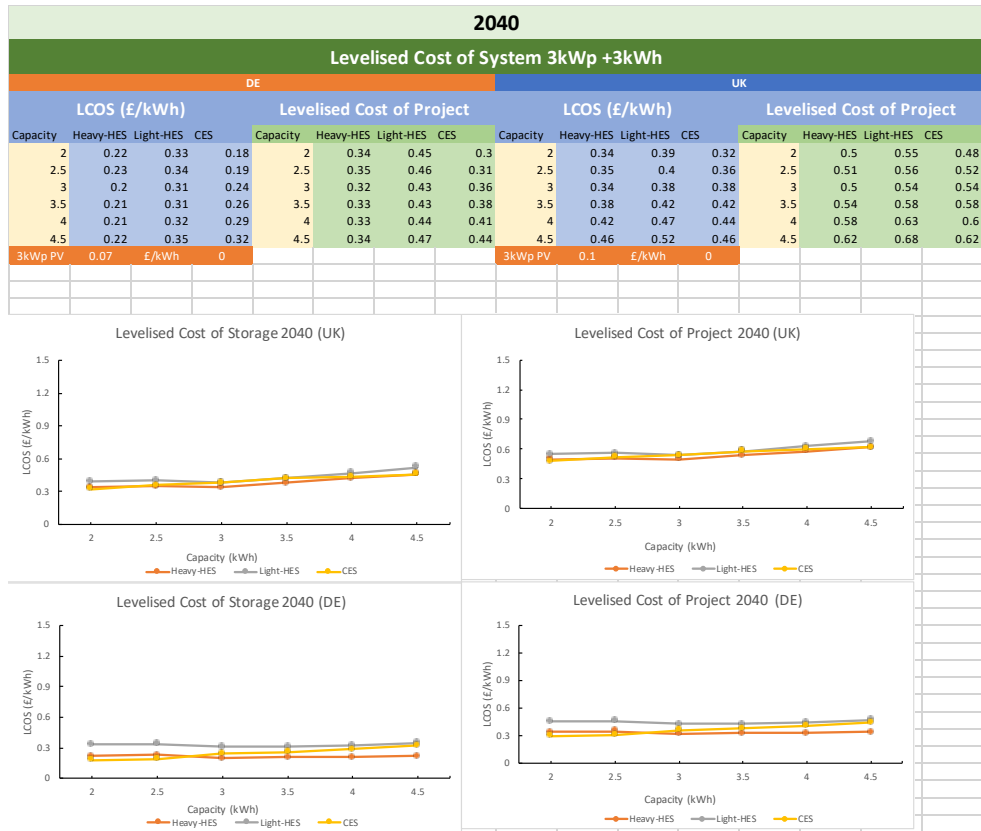 2040
Levelised Cost of System 3kWp +3kWh
DE UK
LCOS (£/kWh) Levelised Cost of Project LCOS (£/kWh) Levelised Cost of Project
Capacity Heavy-HES Light-HES CES Capacity Heavy-HES Light-HES CES Capacity Heavy-HES Light-HES CES Capacity Heavy-HES Light-HES CES
2 0.22 0.33 0.18 2 0.34 0.45 0.3 2 0.34 0.39 0.32 2 0.5 0.55 0.48
2.5 0.23 0.34 0.19 2.5 0.35 0.46 0.31 2.5 0.35 0.4 0.36 2.5 0.51 0.56 0.52
3 0.2 0.31 0.24 3 0.32 0.43 0.36 3 0.34 0.38 0.38 3 0.5 0.54 0.54
3.5 0.21 0.31 0.26 3.5 0.33 0.43 0.38 3.5 0.38 0.42 0.42 3.5 0.54 0.58 0.58
4 0.21 0.32 0.29 4 0.33 0.44 0.41 4 0.42 0.47 0.44 4 0.58 0.63 0.6
4.5 0.22 0.35 0.32 4.5 0.34 0.47 0.44 4.5 0.46 0.52 0.46 4.5 0.62 0.68 0.62
3kWp PV 0.07 £/kWh 0 3kWp PV 0.1 £/kWh 0
Levelised Cost of Storage 2040 (UK)
1.5
1.2
0.9
0.6
0.3
0
LCOS (£/kWh)
2 2.5 3 3.5 4 4.5
Capacity (kWh)
Heavy-HES Light-HES CES
Levelised Cost of Project 2040 (UK)
1.5
1.2
0.9
0.6
0.3
0
LCOS (£/kWh)
2 2.5 3 3.5 4 4.5
Capacity (kWh)
Heavy-HES Light-HES CES
Levelised Cost of Storage 2040 (DE)
1.5
1.2
0.9
0.6
0.3
0
LCOS (£/kWh)
2 2.5 3 3.5 4 4.5
Capacity (kWh)
Heavy-HES Light-HES CES
Levelised Cost of Project 2040 (DE)
1.5
1.2
0.9
0.6
0.3
0
LCOS (£/kWh)
2 2.5 3 3.5 4 4.5
Capacity (kWh)
Heavy-HES Light-HES CES